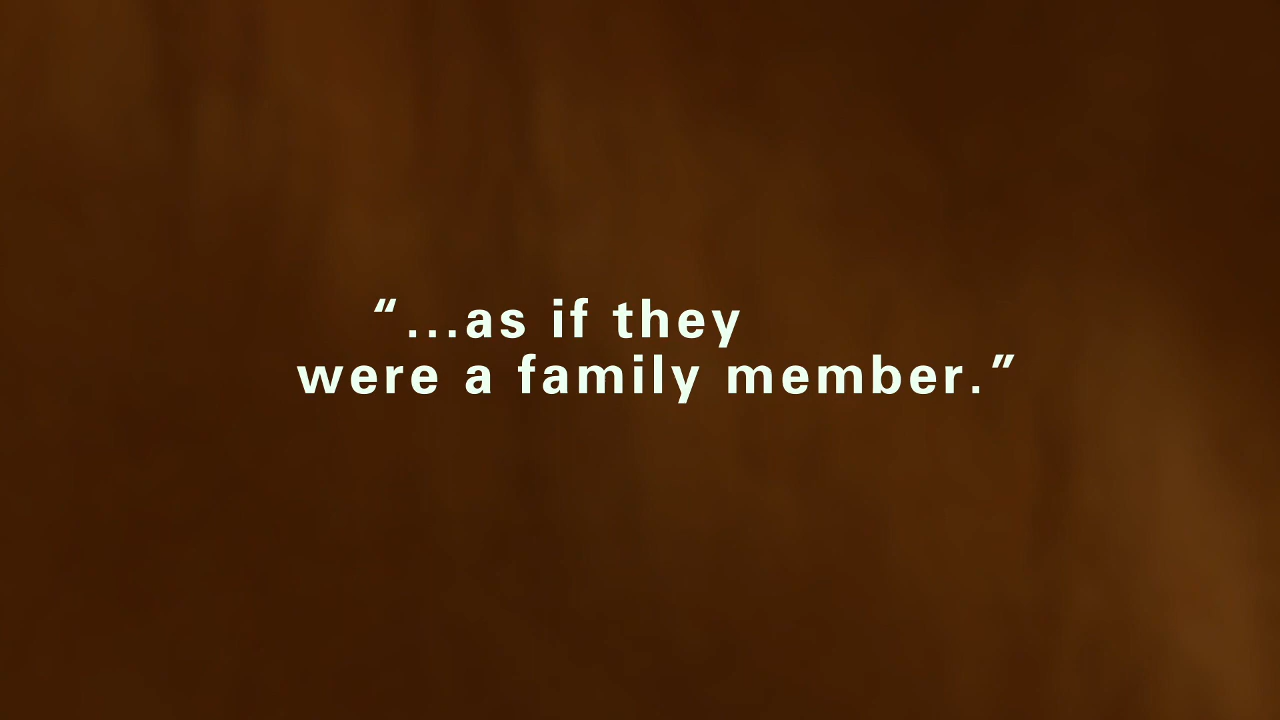 “...as if they
were a family member.”